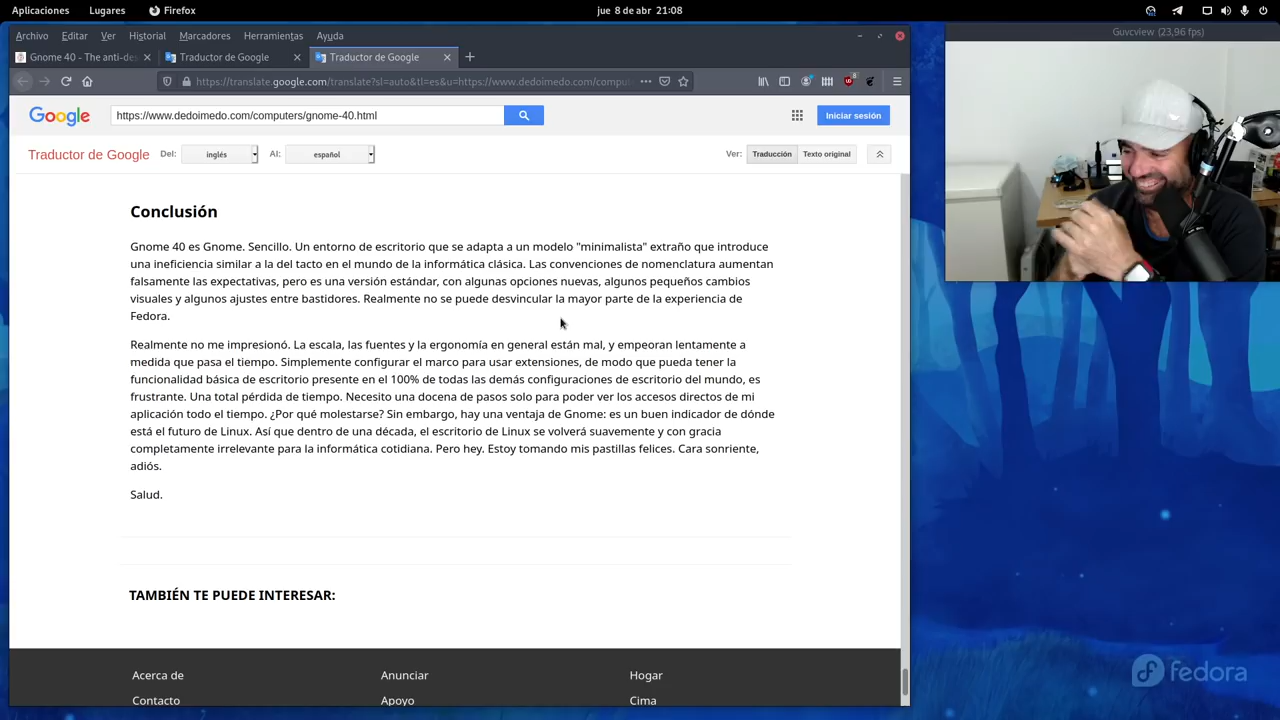 Aplicaciones Lugares Firefox jue 8 de abr 21:08
Archivo Editar Ver Historial Marcadores Herramientas Ayuda
Guvcview (23,96 fps)
Gnome 40 - The anti-de
Traductor de Google
Traductor de Google
https://translate.google.com/translate?sl=auto&tl=es&u=https://www.dedoimedo.com/comput
8
Google
https://www.dedoimedo.com/computers/gnome-40.html
Iniciar sesión
Traductor de Google Del: inglés Al: español Ver: Traducción Texto original
Conclusión
Gnome 40 es Gnome. Sencillo. Un entorno de escritorio que se adapta a un modelo "minimalista" extraño que introduce
una ineficiencia similar a la del tacto en el mundo de la informática clásica. Las convenciones de nomenclatura aumentan
falsamente las expectativas, pero es una versión estándar, con algunas opciones nuevas, algunos pequeños cambios
visuales y algunos ajustes entre bastidores. Realmente no se puede desvincular la mayor parte de la experiencia de
Fedora.
Realmente no me impresionó. La escala, las fuentes y la ergonomía en general están mal, y empeoran lentamente a
medida que pasa el tiempo. Simplemente configurar el marco para usar extensiones, de modo que pueda tener la
funcionalidad básica de escritorio presente en el 100% de todas las demás configuraciones de escritorio del mundo, es
frustrante. Una total pérdida de tiempo. Necesito una docena de pasos solo para poder ver los accesos directos de mi
aplicación todo el tiempo. ¿Por qué molestarse? Sin embargo, hay una ventaja de Gnome: es un buen indicador de dónde
está el futuro de Linux. Así que dentro de una década, el escritorio de Linux se volverá suavemente y con gracia
completamente irrelevante para la informática cotidiana. Pero hey. Estoy tomando mis pastillas felices. Cara sonriente,
adiós.
Salud.
TAMBIÉN TE PUEDE INTERESAR:
Acerca de Anunciar Hogar
Contacto Apoyo Cima
fedora